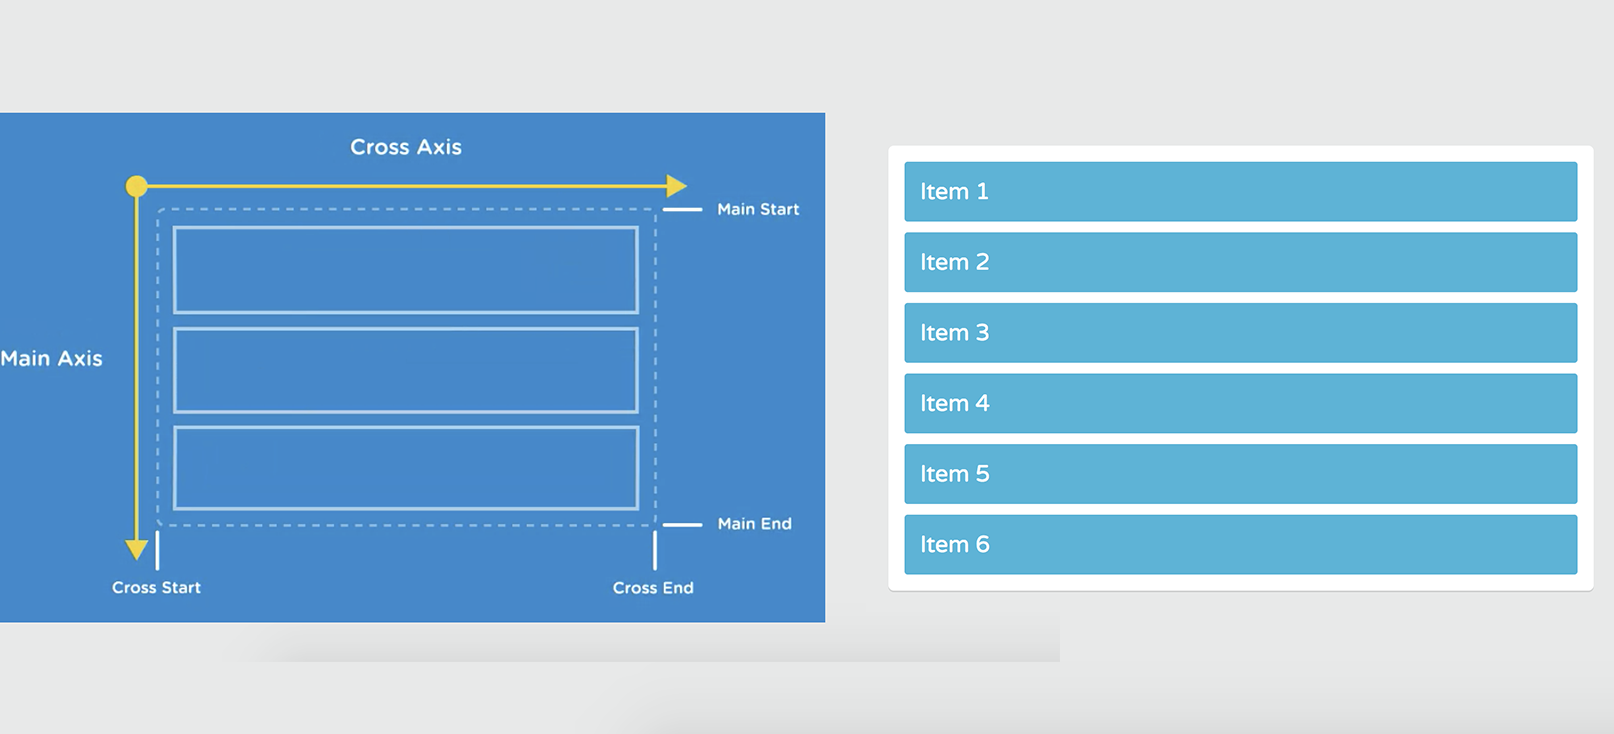 Cross Axis
Main Start
Main Axis
Main End
Cross Start
Cross End
Item 1
Item 2
Item 3
Item 4
Item 5
Item 6